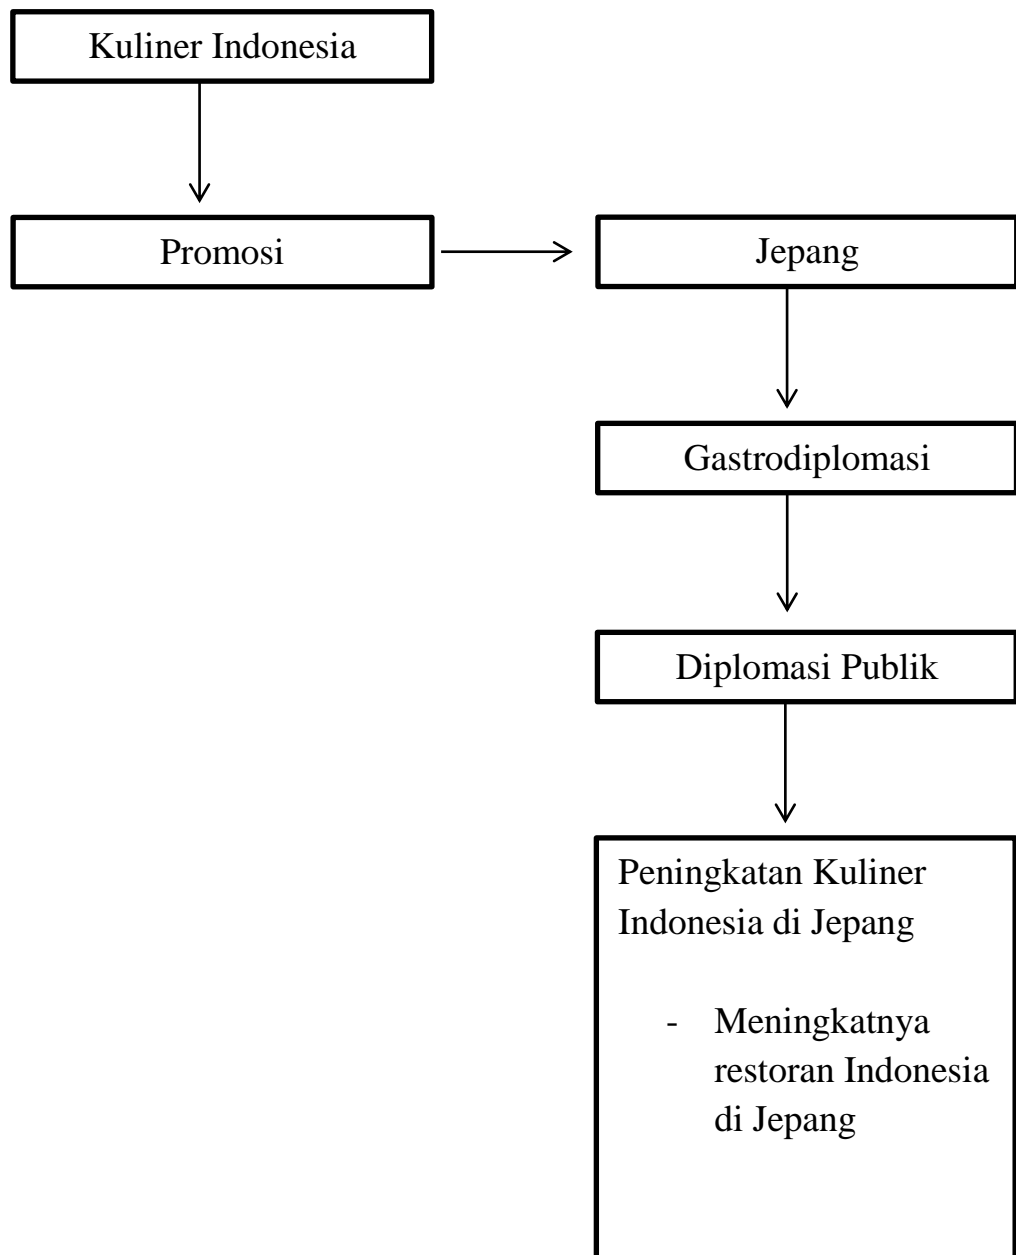 Kuliner Indonesia
Promosi
Jepang
Gastrodiplomasi
Diplomasi Publik
Peningkatan Kuliner
Indonesia di Jepang
- Meningkatnya
restoran Indonesia
di Jepang